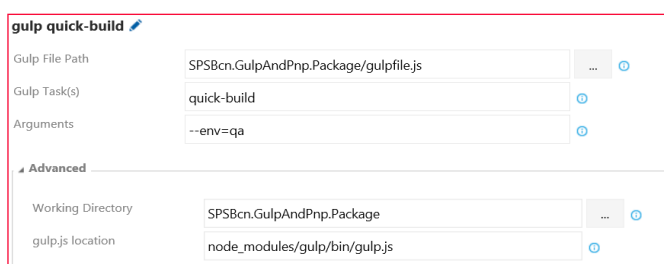 gulp quick-build
Gulp File Path SPSBcn.GulpAndPnp.Package/gulpfile.js ...
Gulp Task(s) quick-build
Arguments --env=qa
Advanced
Working Directory SPSBcn.GulpAndPnp.Package ...
gulp.js location node_modules/gulp/bin/gulp.js